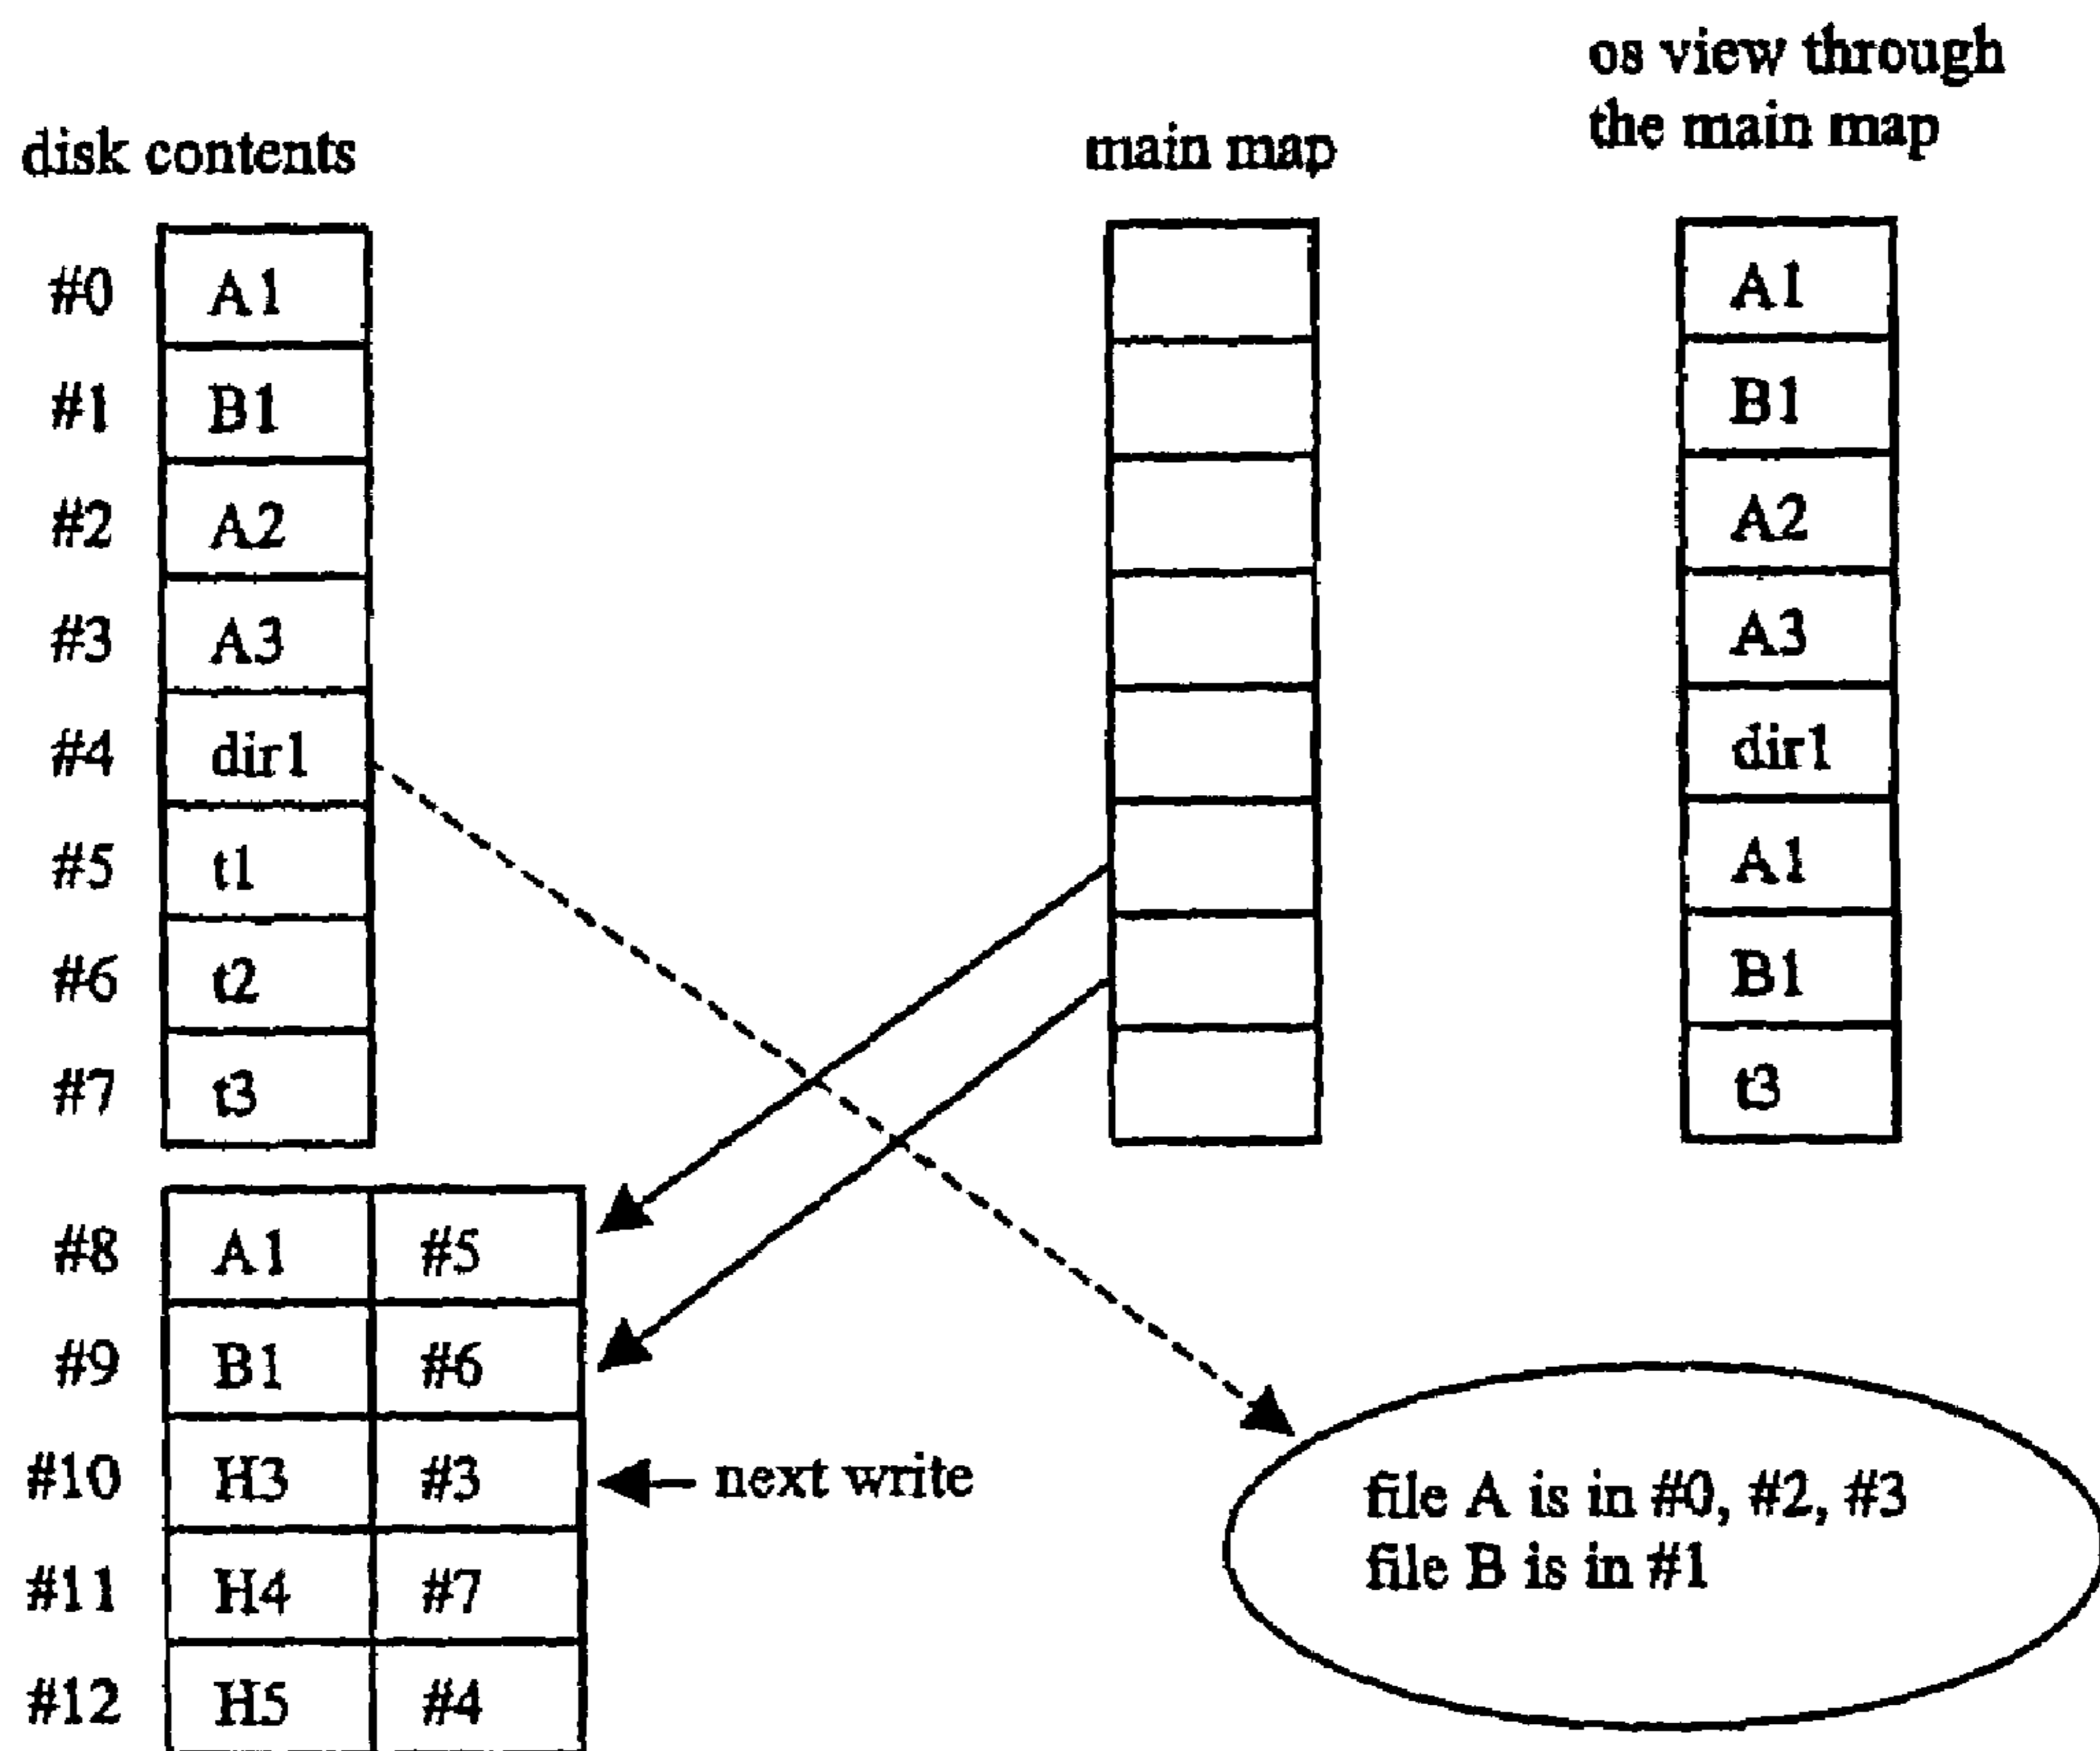 os view through
the main map
disk contents
main map
#0 A1 A1
#1 B1 B1
#2 A2 A2
#3 A3 A3
#4 dir1 dir1
#5 t1 A1
#6 t2 B1
#7 t3 t3
#8 A1 #5
#9 B1 #6
#10 H3 #3 next write
#11 H4 #7
#12 H5 #4
file A is in #0, #2, #3
file B is in #1